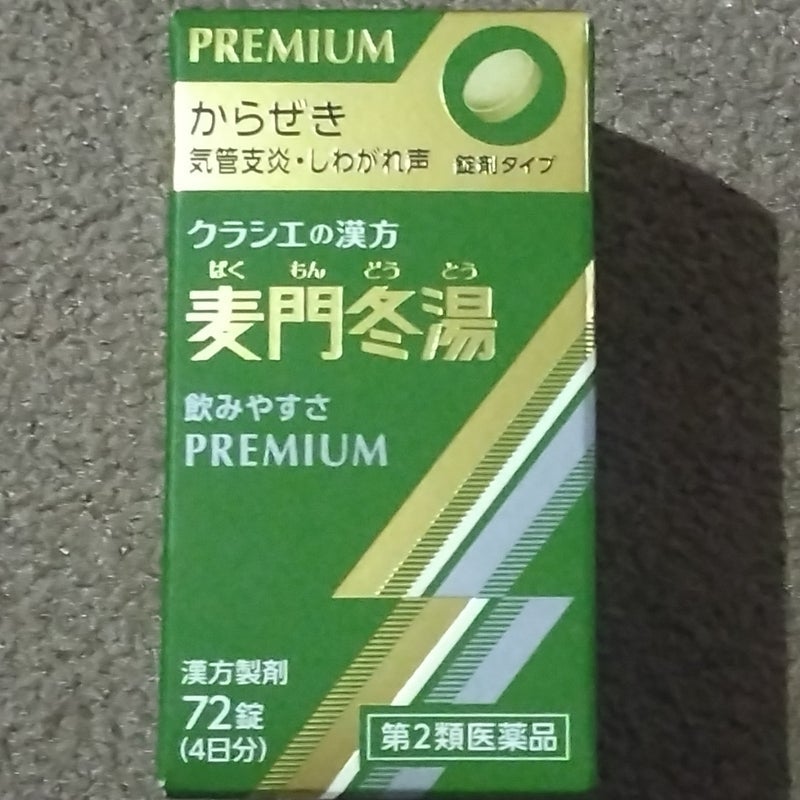 PREMIUM
からぜき
気管支炎・しわがれ声
錠剤タイプ
クラシエの漢方
ばく もん どう とう
麦門冬湯
飲みやすさ
PREMIUM
漢方製剤
72錠
(4日分)
第2類医薬品